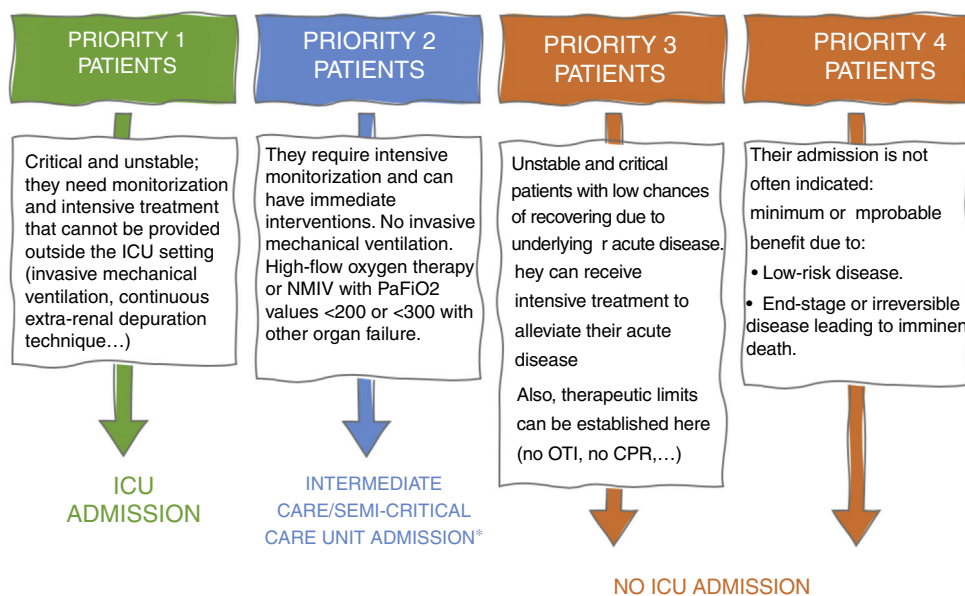 PRIORITY 1
PATIENTS
Critical and unstable;
they need monitorization
and intensive treatment
that cannot be provided
outside the ICU setting
(invasive mechanical
ventilation, continuous
extra-renal depuration
technique…)
ICU
ADMISSION
PRIORITY 2
PATIENTS
They require intensive
monitorization and can
have immediate
interventions. No invasive
mechanical ventilation.
High-flow oxygen therapy
or NMIV with PaFiO2
values <200 or <300 with
other organ failure.
INTERMEDIATE
CARE/SEMI-CRITICAL
CARE UNIT ADMISSION*
PRIORITY 3
PATIENTS
Unstable and critical
patients with low chances
of recovering due to
underlying r acute disease.
hey can receive
intensive treatment to
alleviate their acute
disease
Also, therapeutic limits
can be established here
(no OTI, no CPR,…)
PRIORITY 4
PATIENTS
Their admission is not
often indicated:
minimum or mprobable
benefit due to:
• Low-risk disease.
• End-stage or irreversible
disease leading to imminen
death.
NO ICU ADMISSION